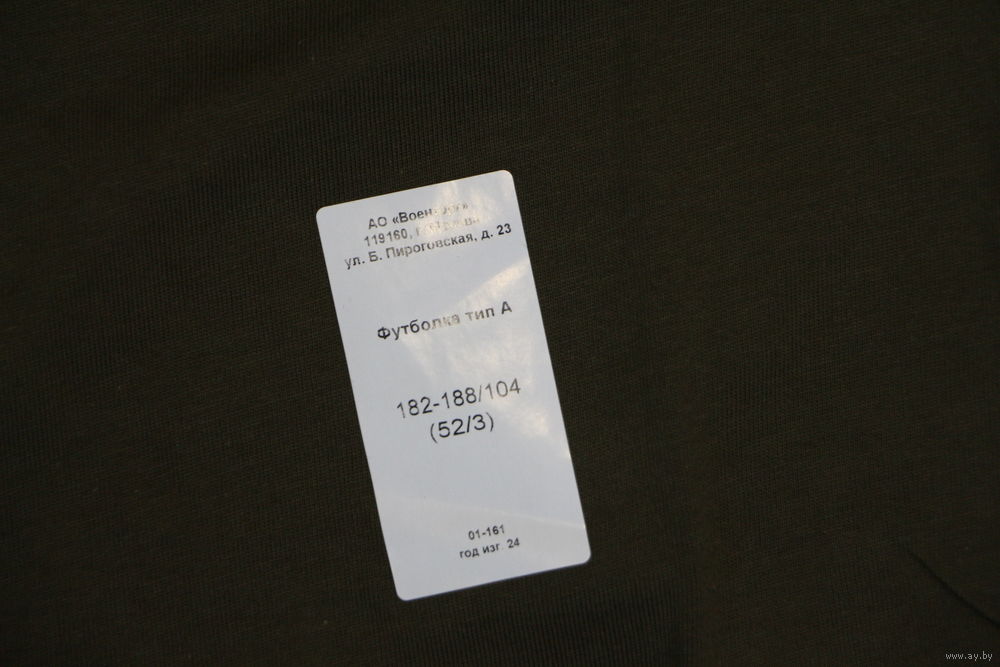 АО «Воен
119160,
ул. Б. Пироговская, д. 23
Футболка тип А
182-188/104
(52/3)
01-161
год изг. 24
www.ay.by